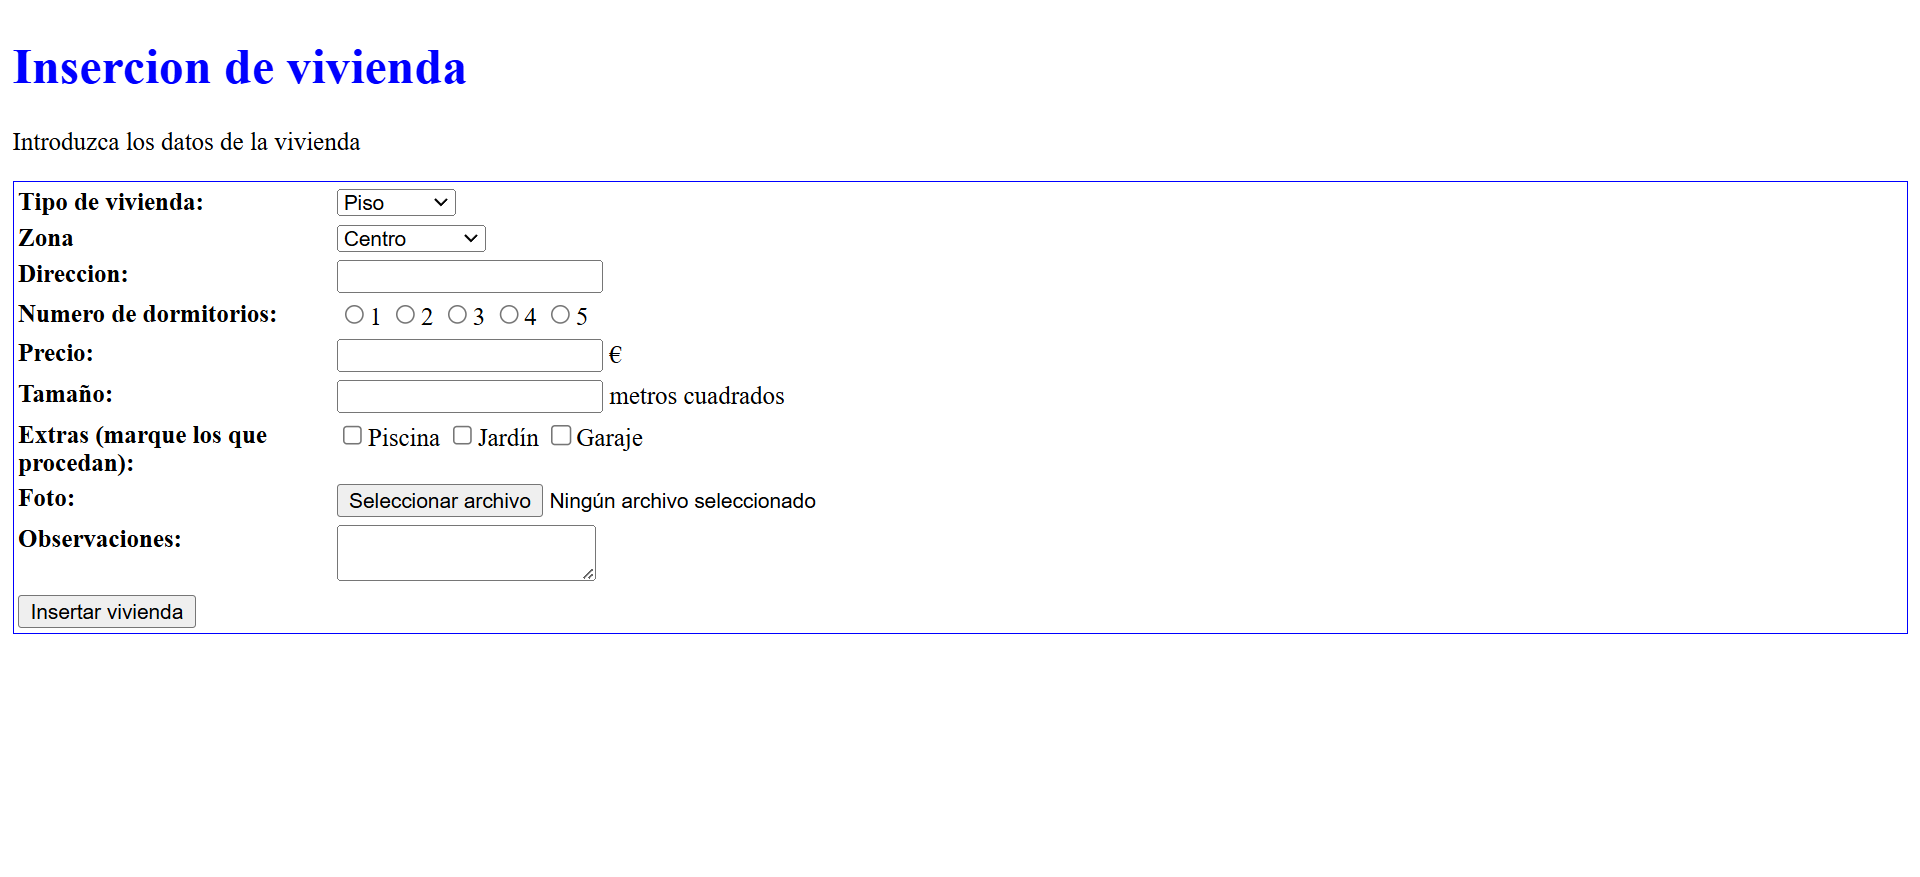 Insercion de vivienda
Introduzca los datos de la vivienda
Tipo de vivienda: Piso
Zona Centro
Direccion:
Numero de dormitorios: 1 2 3 4 5
Precio: €
Tamaño: metros cuadrados
Extras (marque los que procedan): Piscina Jardín Garaje
Foto: Seleccionar archivo Ningún archivo seleccionado
Observaciones:
Insertar vivienda